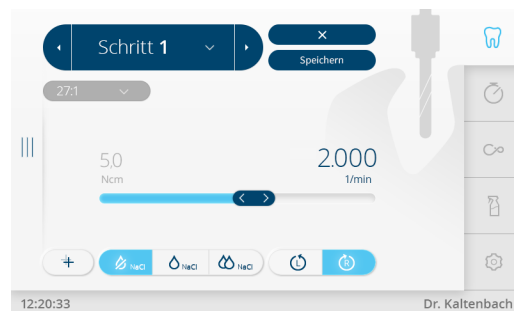 Schritt 1
Speichern
27:1
5,0
Ncm
2.000
1/min
NaCl
NaCl
NaCl
L
R
12:20:33
Dr. Kaltenbach